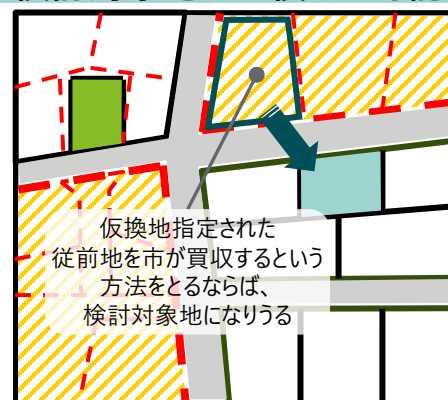 仮換地指定された
従前地を市が買収するという
方法をとるならば、
検討対象地になりうる